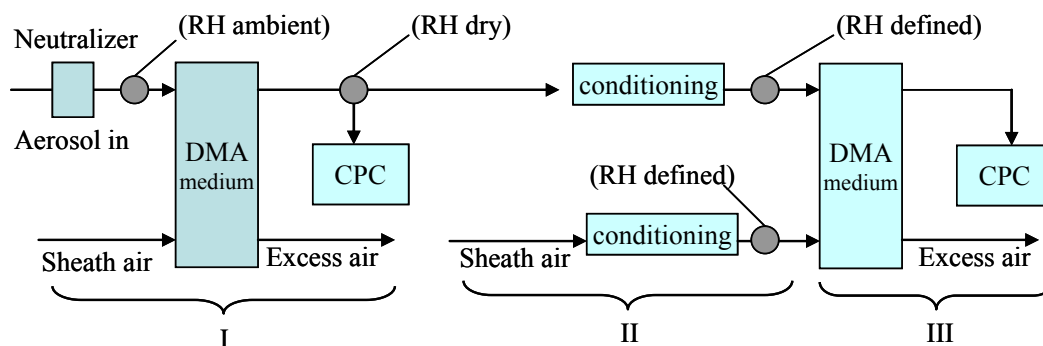 Neutralizer
(RH ambient)
(RH dry)
(RH defined)
Aerosol in
DMA
medium
CPC
conditioning
DMA
medium
CPC
(RH defined)
conditioning
Sheath air
Excess air
Sheath air
Excess air
I
II
III